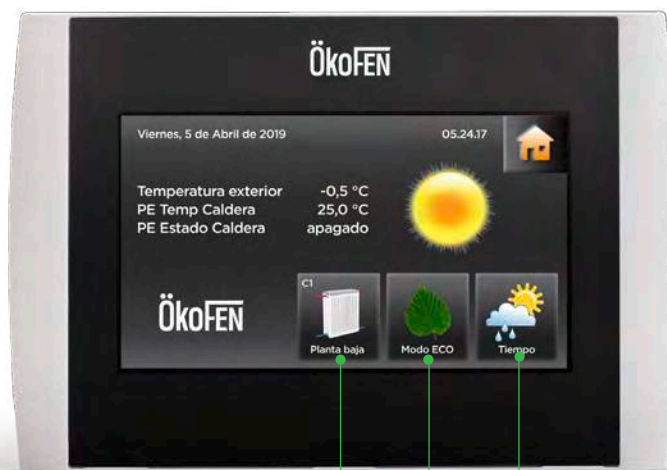 ÖkoFEN
Viernes, 5 de Abril de 2019 05.24.17
Temperatura exterior -0,5 °C
PE Temp Caldera 25,0 °C
PE Estado Caldera apagado
ÖkoFEN
C1
Planta baja
Modo ECO
Tiempo